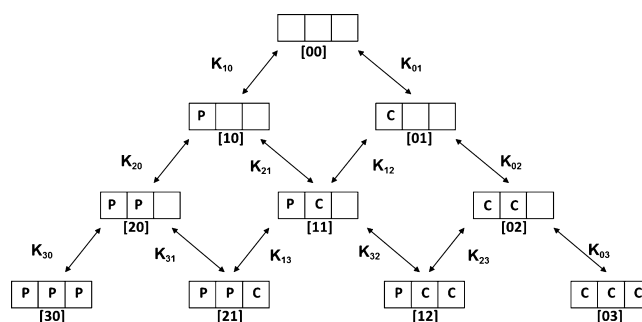 [00]
K10 K01
P C
[10] [01]
K20 K21 K12 K02
P P P C C C
[20] [11] [02]
K30 K31 K13 K32 K23 K03
P P P P P C P C C C C C
[30] [21] [12] [03]